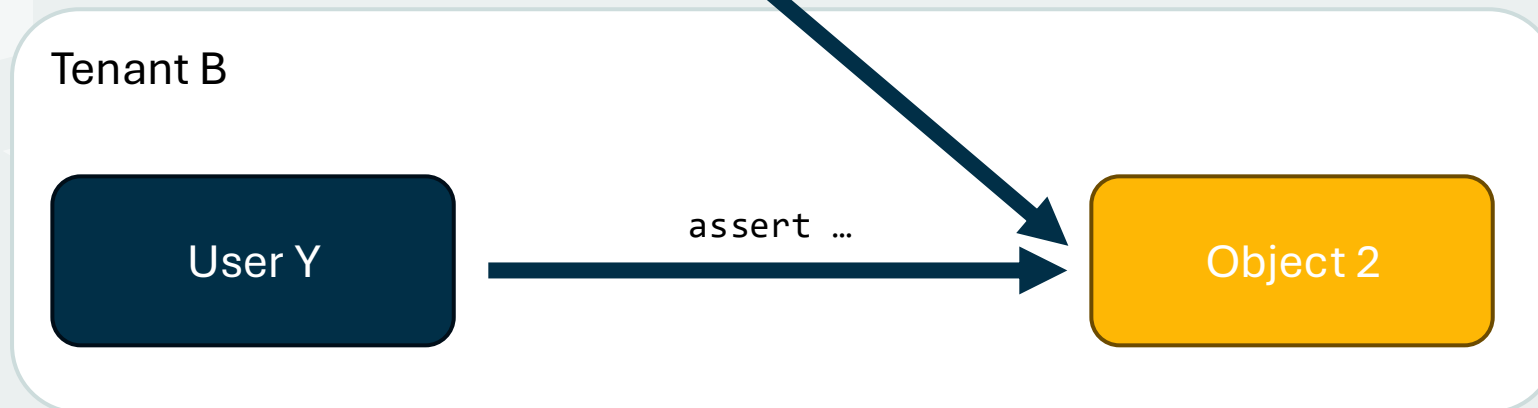 Tenant B
assert …
User Y
Object 2